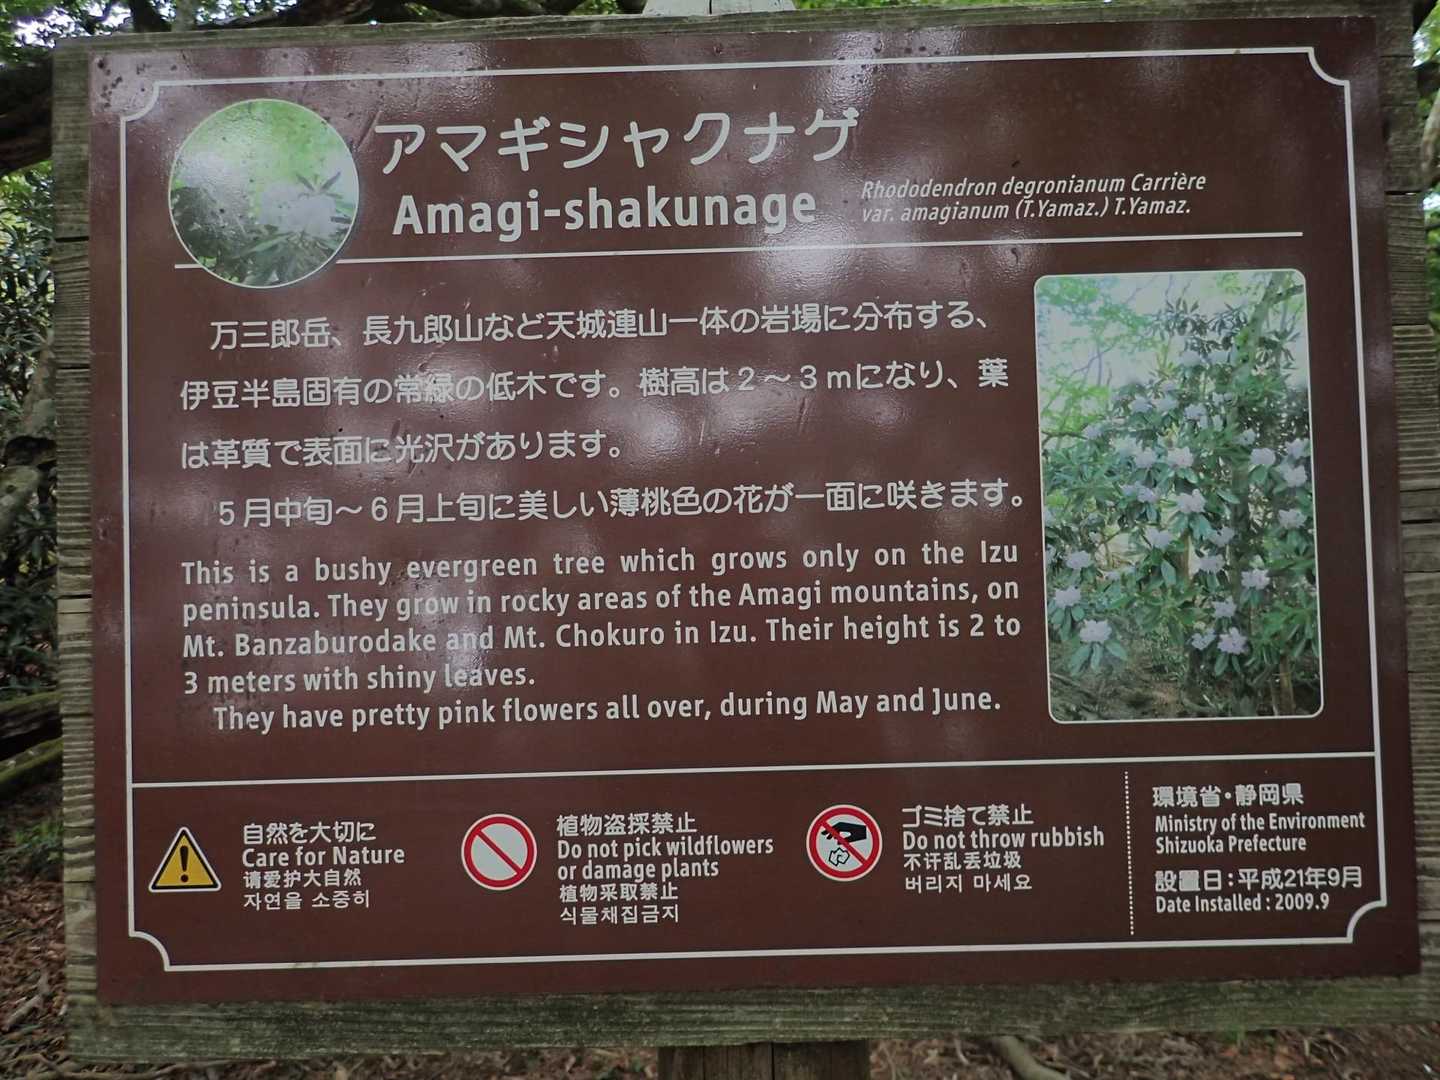 アマギシャクナゲ
Amagi-shakunage
Rhododendron degronianum Carrière
var. amagianum (T.Yamaz.) T.Yamaz.
万三郎岳、長九郎山など天城連山一体の岩場に分布する、
伊豆半島固有の常緑の低木です。樹高は２～３ｍになり、葉
は革質で表面に光沢があります。
５月中旬～６月上旬に美しい薄桃色の花が一面に咲きます。
This is a bushy evergreen tree which grows only on the Izu
peninsula. They grow in rocky areas of the Amagi mountains, on
Mt. Banzaburodake and Mt. Chokuro in Izu. Their height is 2 to
3 meters with shiny leaves.
They have pretty pink flowers all over, during May and June.
自然を大切に
Care for Nature
请爱护大自然
자연을 소중히
植物盗採禁止
Do not pick wildflowers
or damage plants
植物采取禁止
식물채집금지
ゴミ捨て禁止
Do not throw rubbish
不许乱丢垃圾
버리지 마세요
環境省・静岡県
Ministry of the Environment
Shizuoka Prefecture
設置日：平成21年9月
Date Installed : 2009.9